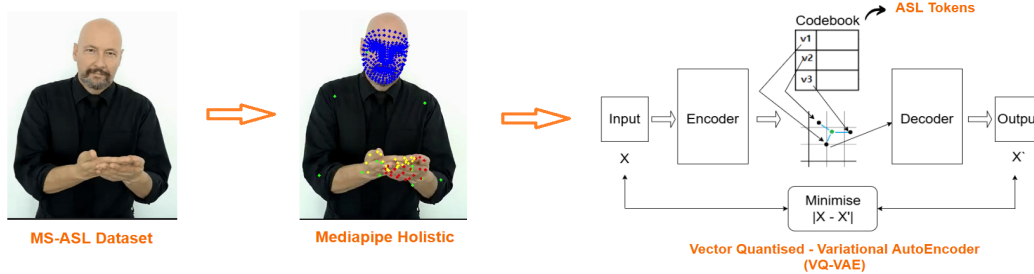 MS-ASL Dataset
Mediapipe Holistic
ASL Tokens
Codebook
v1
v2
v3
Input
Encoder
Decoder
Output
X
X`
Minimise
|X - X'|
Vector Quantised - Variational AutoEncoder
(VQ-VAE)